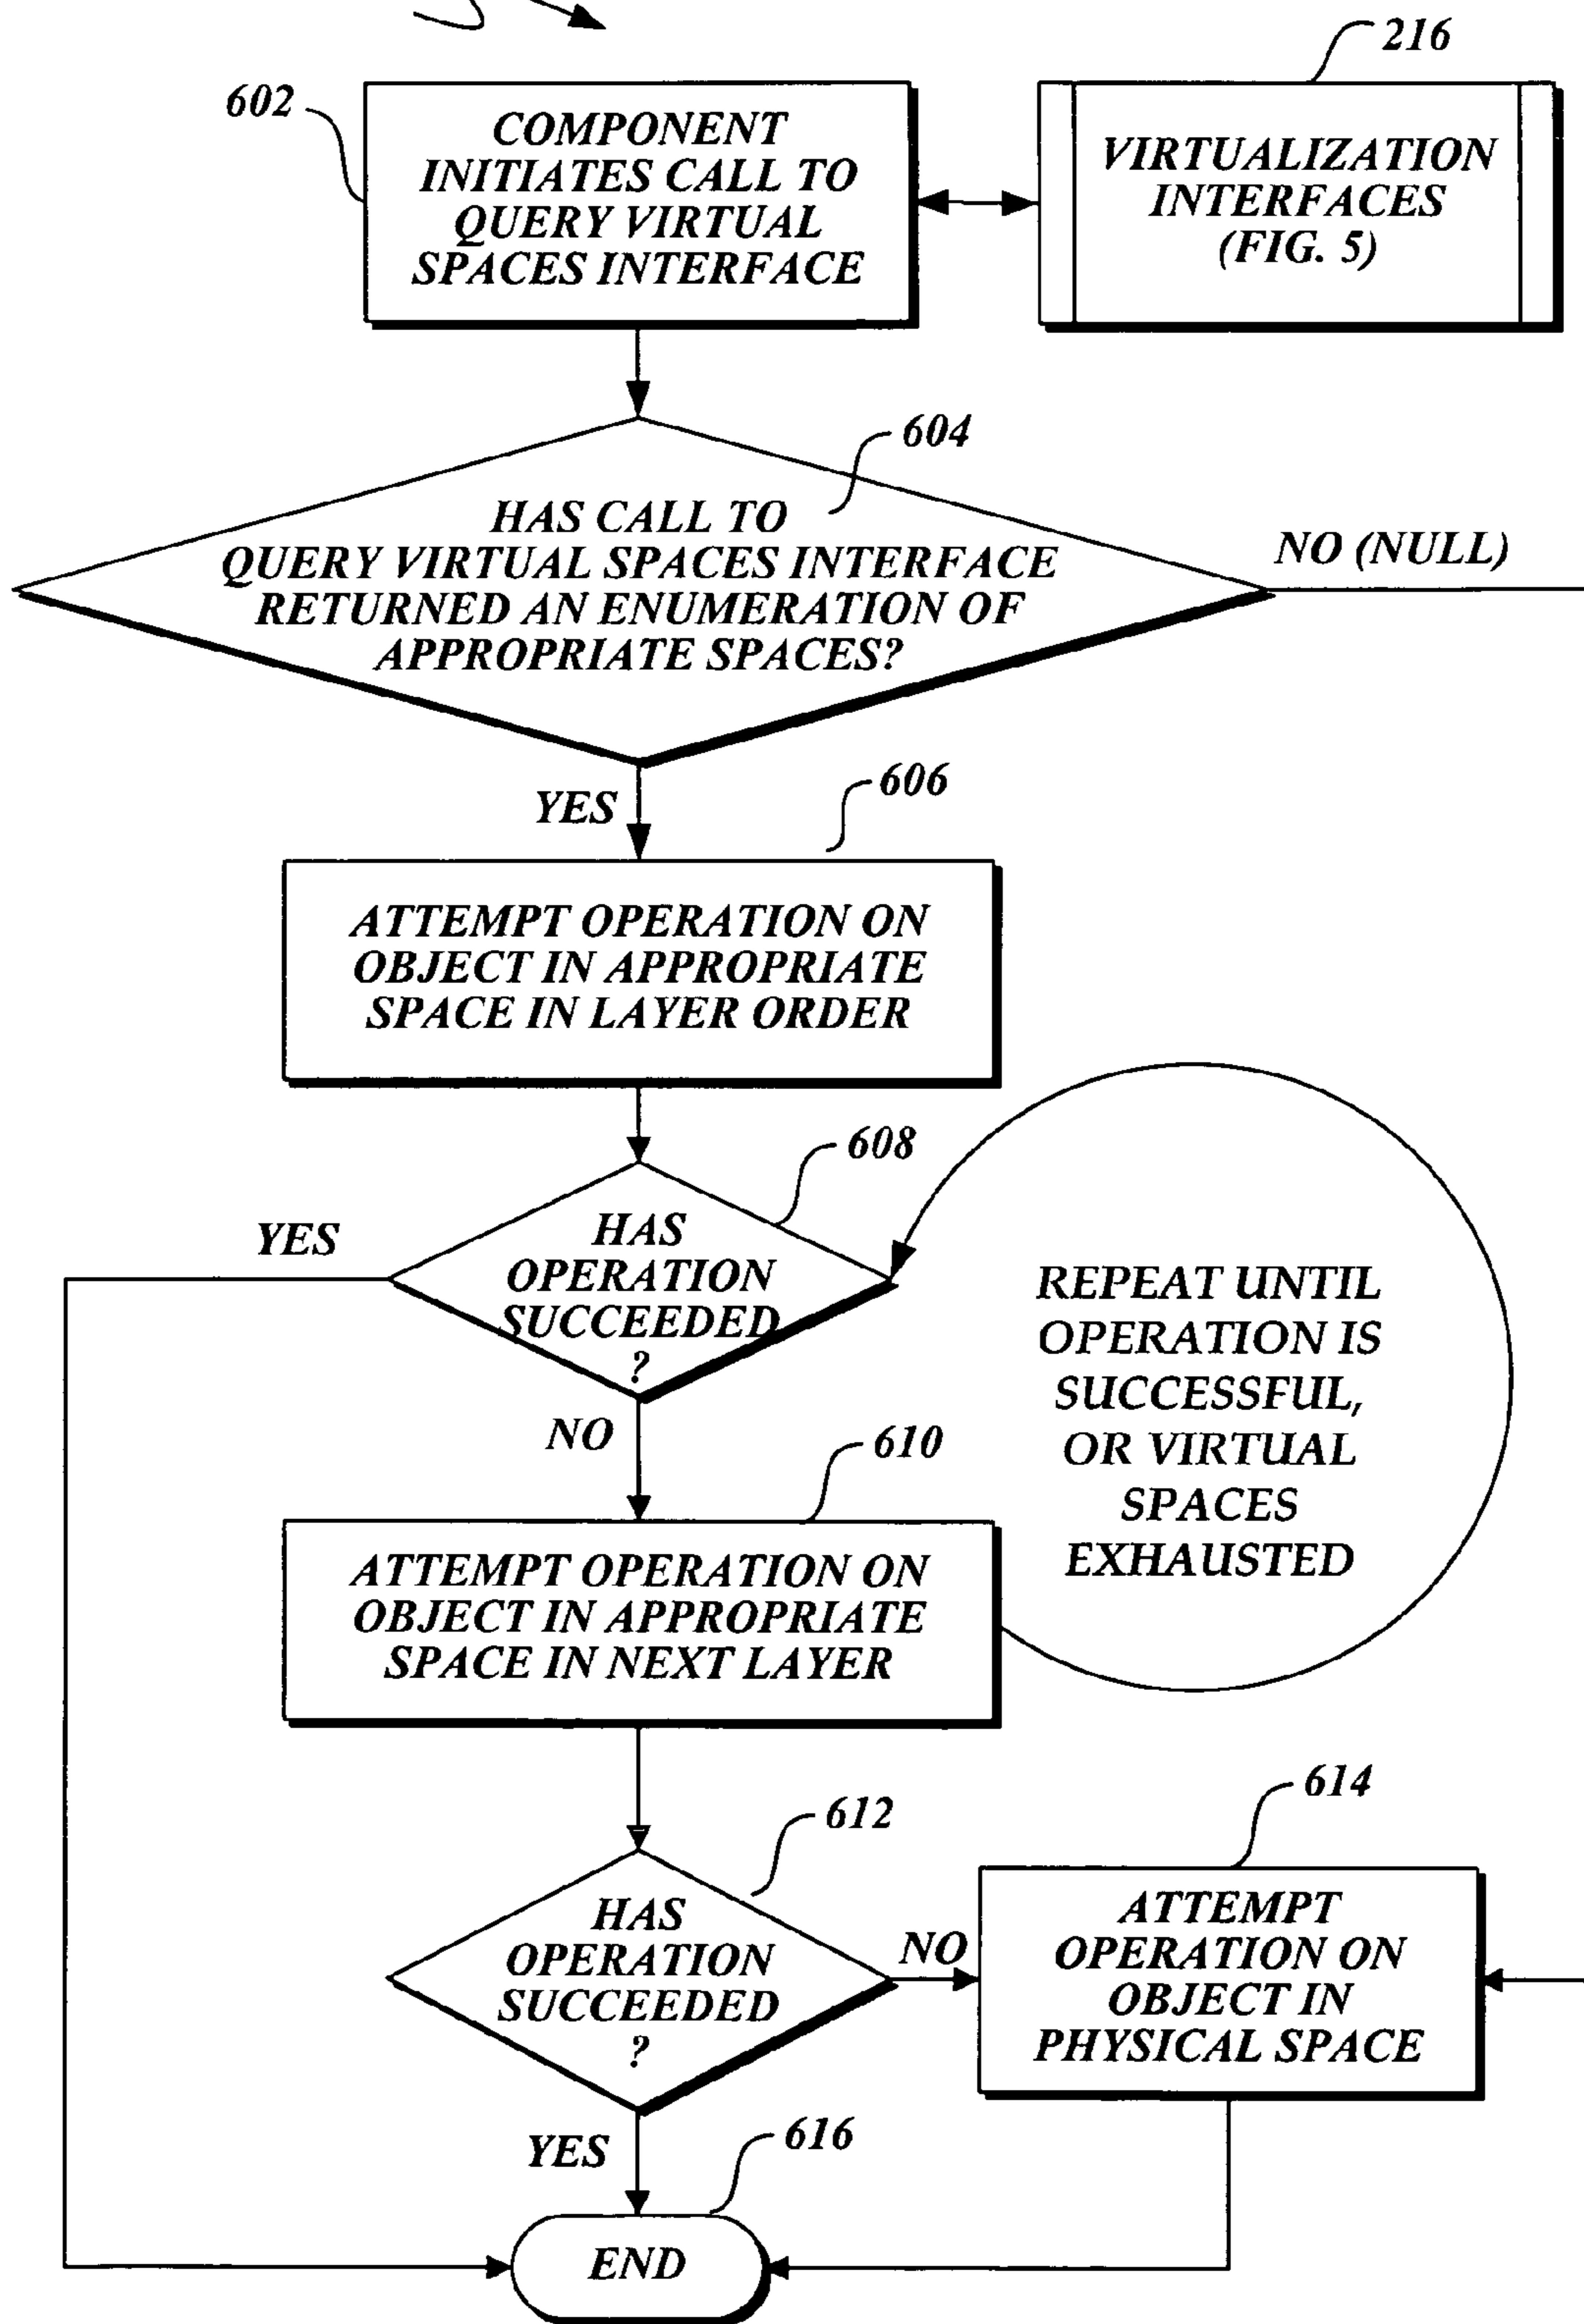 216
602
COMPONENT
INITIATES CALL TO
QUERY VIRTUAL
SPACES INTERFACE
VIRTUALIZATION
INTERFACES
(FIG. 5)
604
HAS CALL TO
QUERY VIRTUAL SPACES INTERFACE
RETURNED AN ENUMERATION OF
APPROPRIATE SPACES?
NO (NULL)
YES
606
ATTEMPT OPERATION ON
OBJECT IN APPROPRIATE
SPACE IN LAYER ORDER
608
YES
HAS
OPERATION
SUCCEEDED
?
REPEAT UNTIL
OPERATION IS
SUCCESSFUL,
OR VIRTUAL
SPACES
EXHAUSTED
NO
610
ATTEMPT OPERATION ON
OBJECT IN APPROPRIATE
SPACE IN NEXT LAYER
612
614
HAS
OPERATION
SUCCEEDED
?
NO
ATTEMPT
OPERATION ON
OBJECT IN
PHYSICAL SPACE
YES
616
END